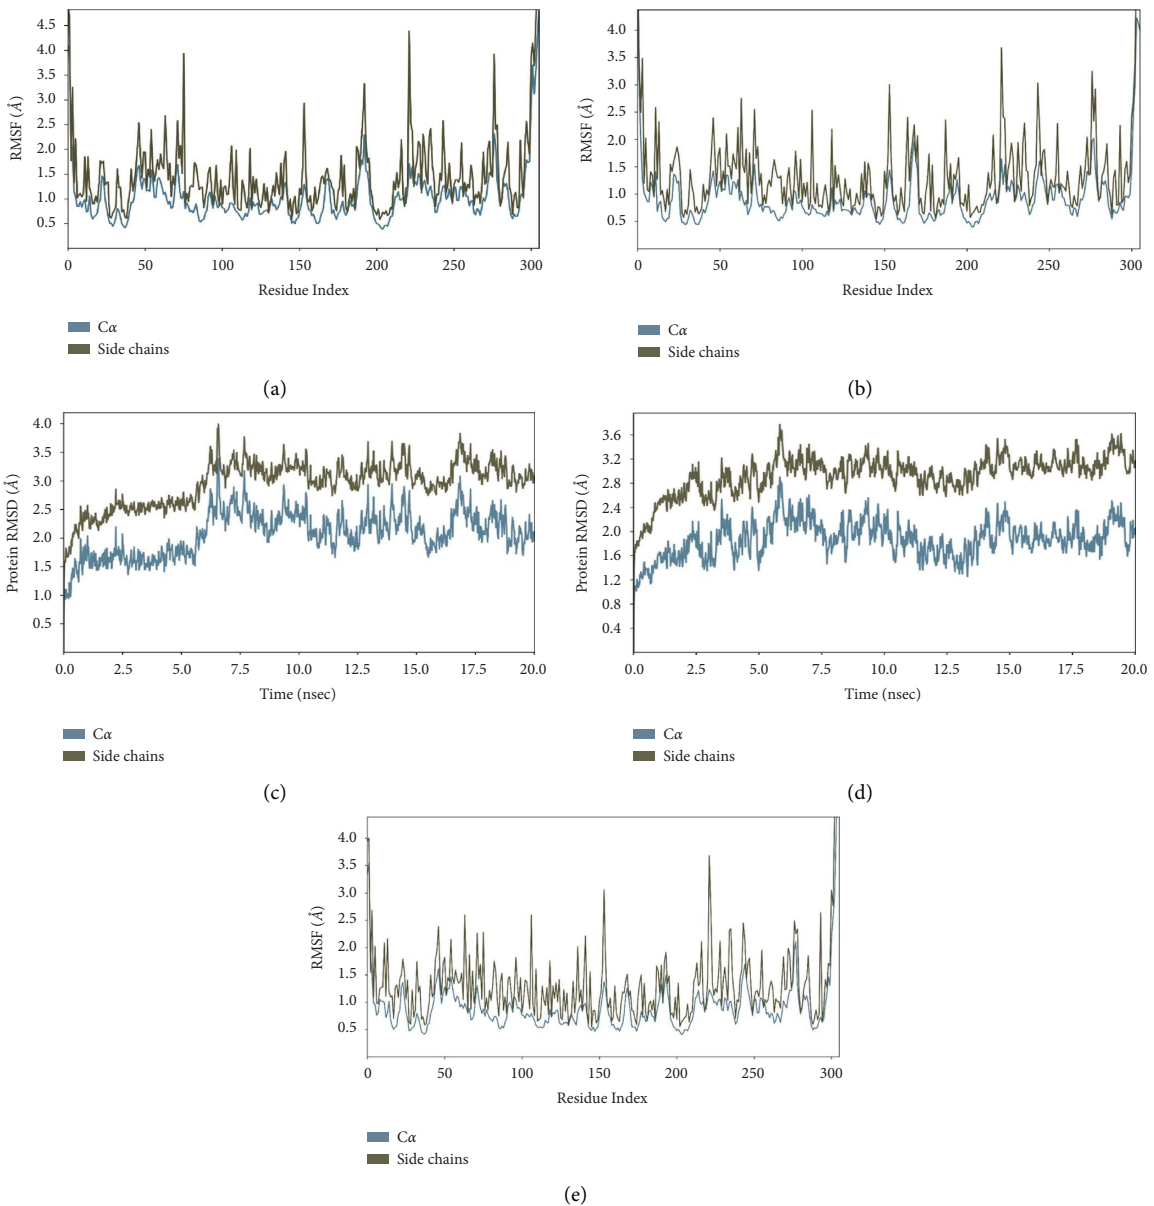 4.5
4.0
3.5
3.0
2.5
2.0
1.5
1.0
0.5
RMSF (Å)
0 50 100 150 200 250 300
Residue Index
Cα
Side chains
(a)
4.0
3.5
3.0
2.5
2.0
1.5
1.0
0.5
RMSF (Å)
0 50 100 150 200 250 300
Residue Index
Cα
Side chains
(b)
4.0
3.5
3.0
2.5
2.0
1.5
1.0
0.5
Protein RMSD (Å)
0.0 2.5 5.0 7.5 10.0 12.5 15.0 17.5 20.0
Time (nsec)
Cα
Side chains
(c)
3.6
3.2
2.8
2.4
2.0
1.6
1.2
0.8
0.4
Protein RMSD (Å)
0.0 2.5 5.0 7.5 10.0 12.5 15.0 17.5 20.0
Time (nsec)
Cα
Side chains
(d)
4.0
3.5
3.0
2.5
2.0
1.5
1.0
0.5
RMSF (Å)
0 50 100 150 200 250 300
Residue Index
Cα
Side chains
(e)